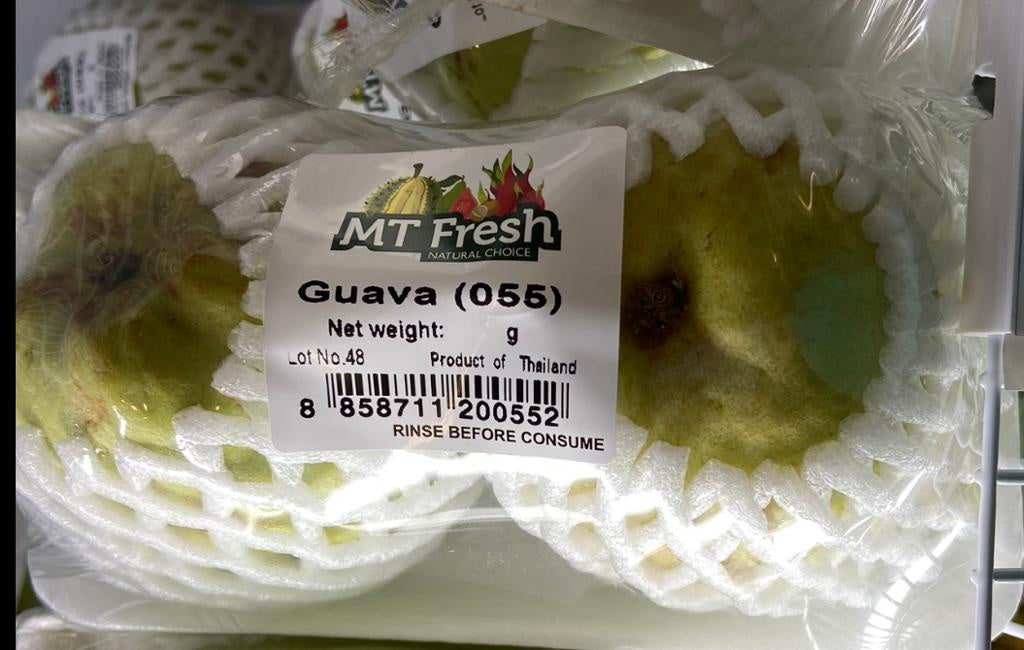 MT Fresh
NATURAL CHOICE
Guava (055)
Net weight: g
Lot No.48 Product of Thailand
8 858711 200552
RINSE BEFORE CONSUME